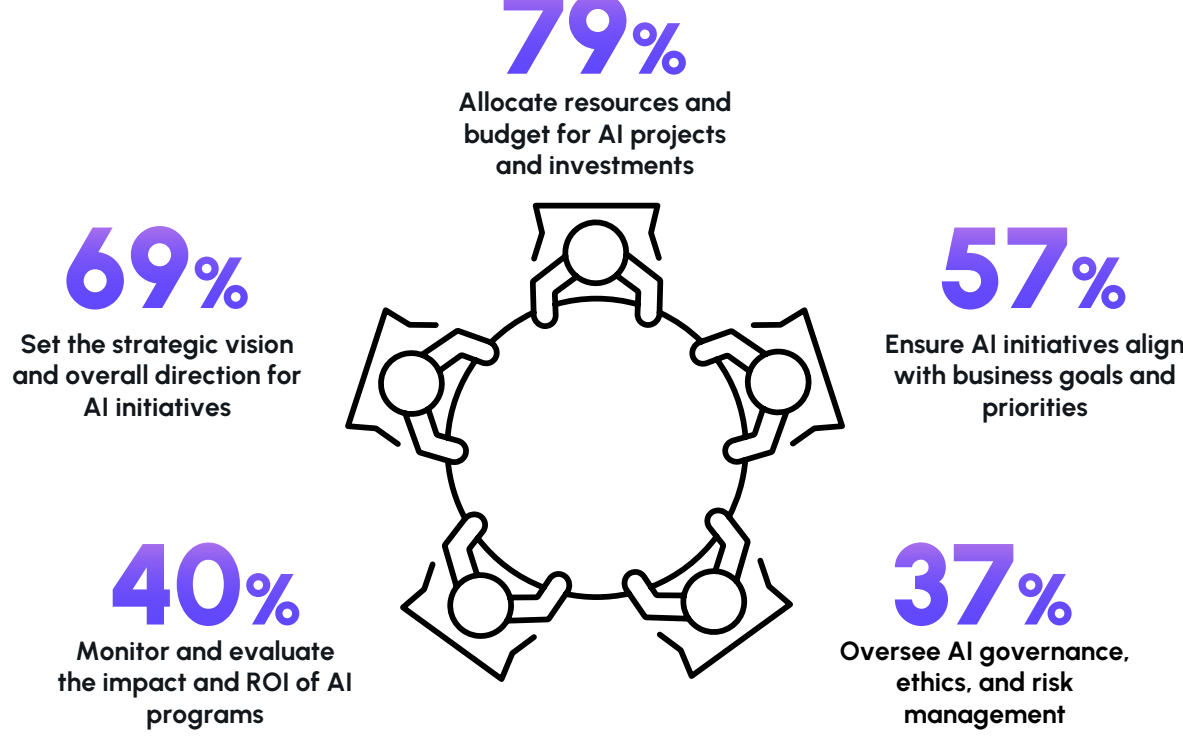 79%
Allocate resources and
budget for AI projects
and investments
69%
Set the strategic vision
and overall direction for
AI initiatives
57%
Ensure AI initiatives align
with business goals and
priorities
40%
Monitor and evaluate
the impact and ROI of AI
programs
37%
Oversee AI governance,
ethics, and risk
management